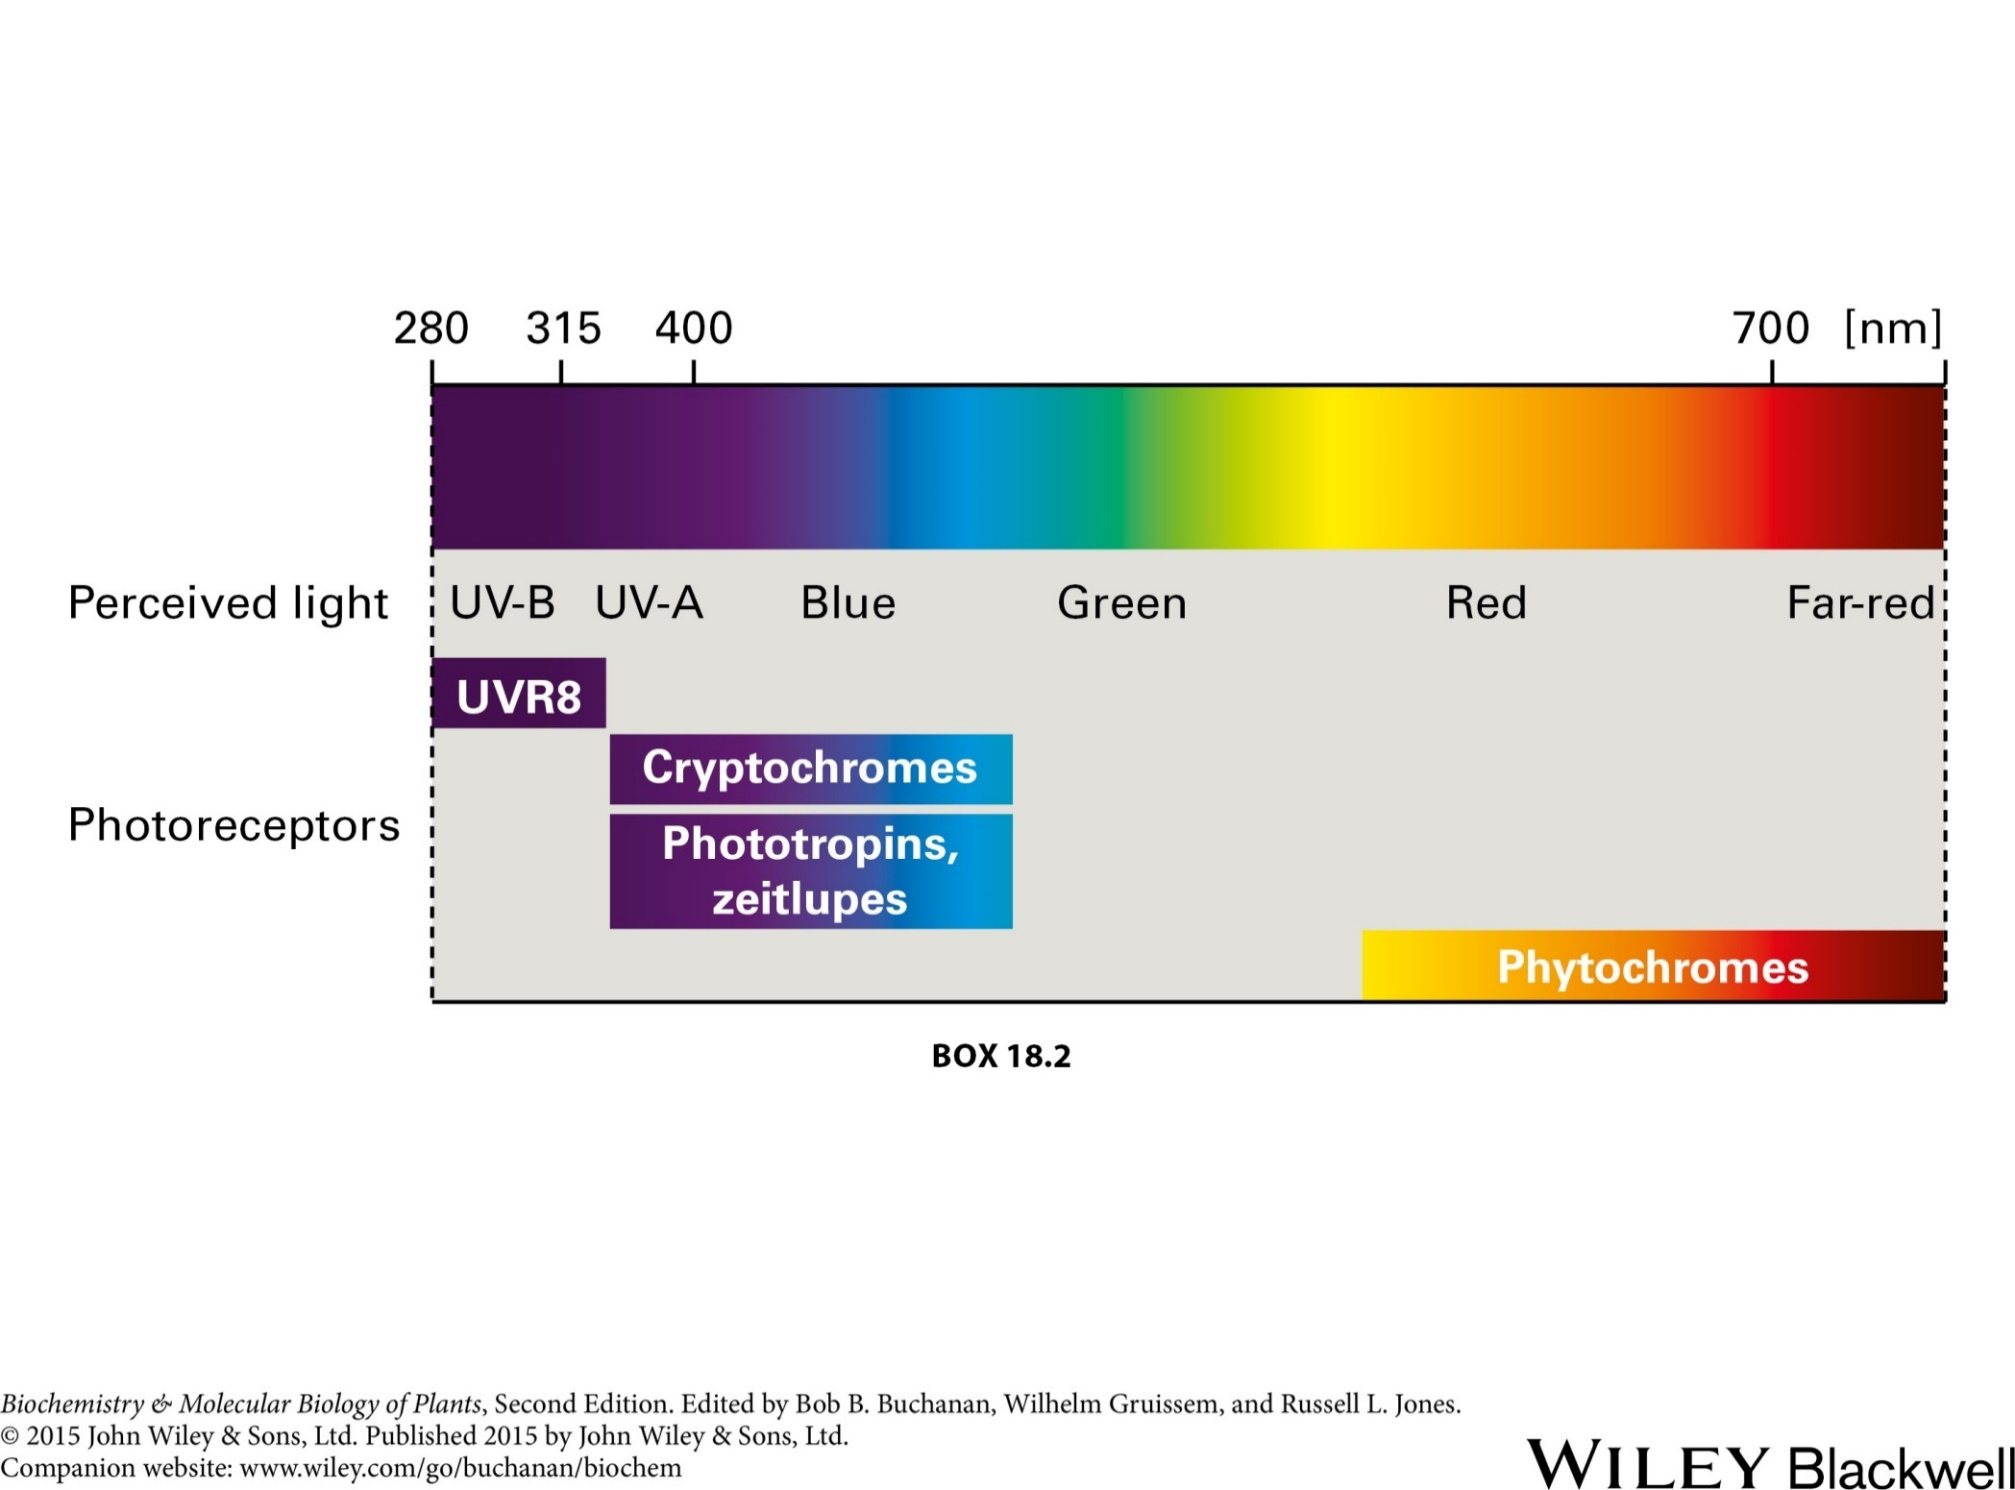 280 315 400 700 [nm]
Perceived light UV-B UV-A Blue Green Red Far-red
UVR8
Cryptochromes
Photoreceptors
Phototropins,
zeitlupes
Phytochromes
BOX 18.2
Biochemistry & Molecular Biology of Plants, Second Edition. Edited by Bob B. Buchanan, Wilhelm Gruissem, and Russell L. Jones.
© 2015 John Wiley & Sons, Ltd. Published 2015 by John Wiley & Sons, Ltd.
Companion website: www.wiley.com/go/buchanan/biochem
WILEY Blackwell